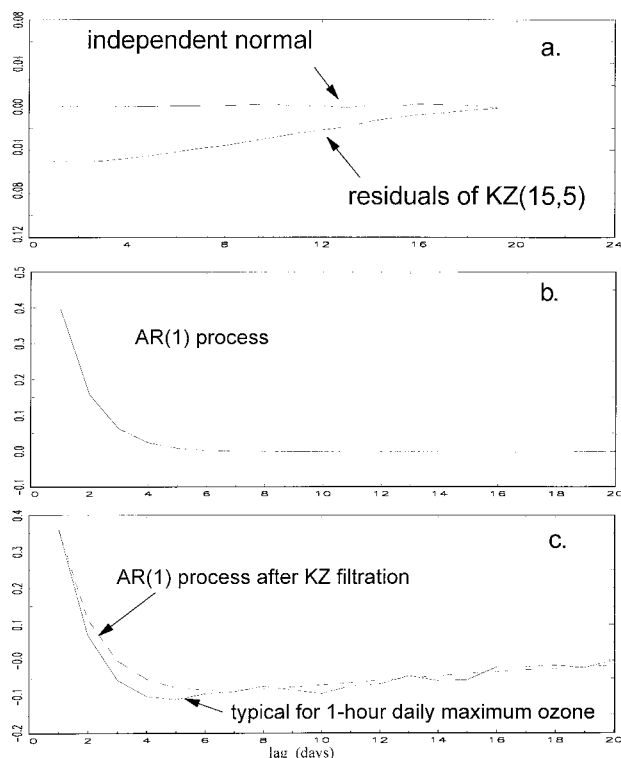 0.08
independent normal
a.
0.04
0.00
0.04
residuals of KZ(15,5)
0.08
0.12
0 4 8 12 16 20 24
0.5
b.
0.4
AR(1) process
0.3
0.2
0.1
0.0
-0.1
0 2 4 6 8 10 12 14 16 18 20
0.4
c.
0.3
AR(1) process after KZ filtration
0.2
0.1
-0.0
-0.1
typical for 1-hour daily maximum ozone
-0.2
0 2 4 6 8 10 12 14 16 18 20
lag (days)